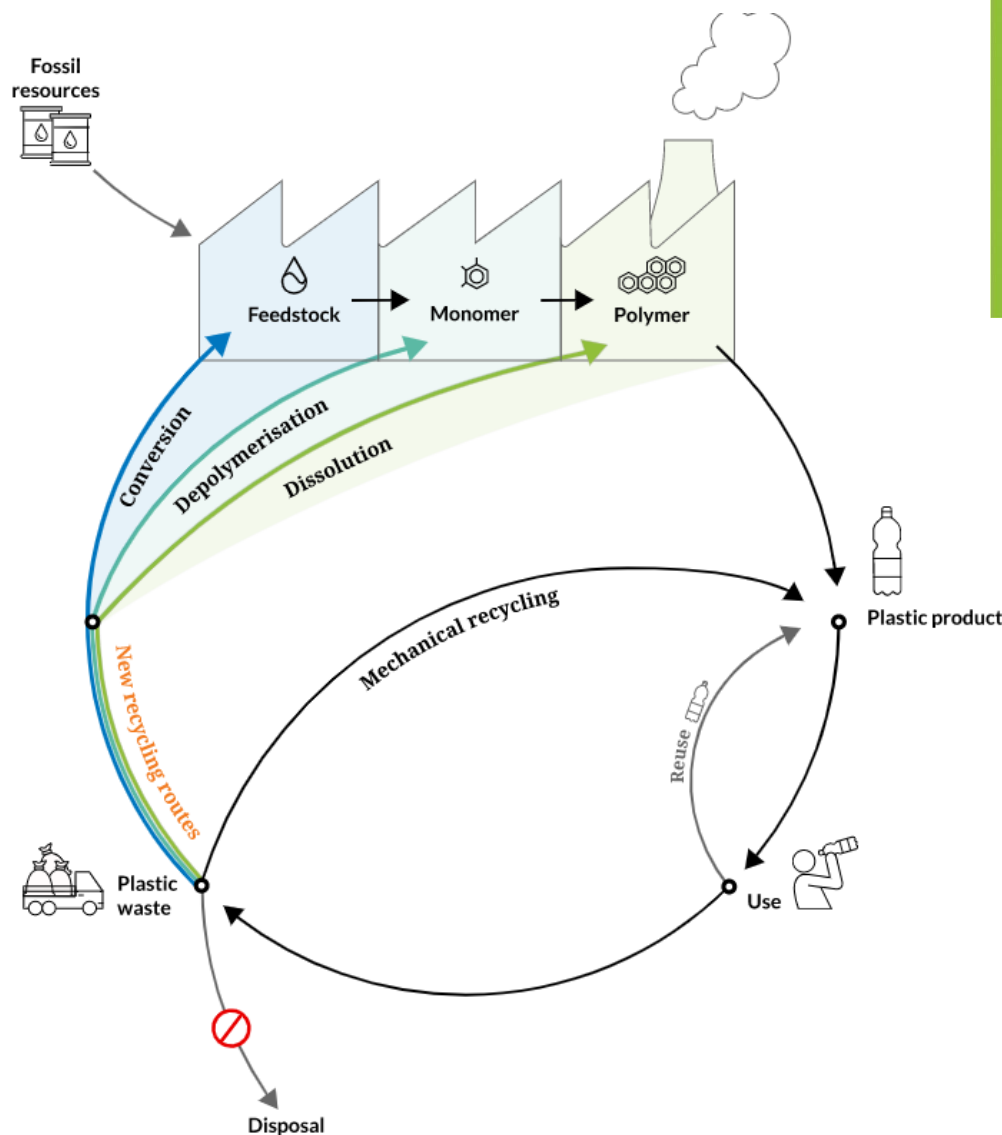 Fossil
resources
Feedstock
Monomer
Polymer
Conversion
Depolymerisation
Dissolution
Plastic product
Mechanical recycling
New recycling routes
Reuse
Plastic
waste
Use
Disposal